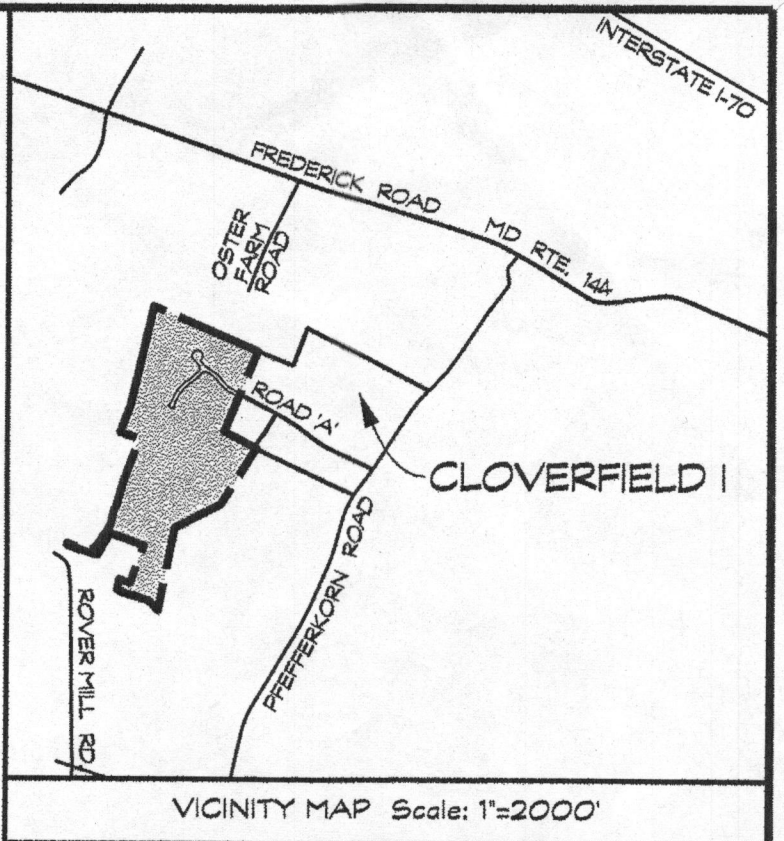 INTERSTATE I-70
FREDERICK ROAD
MD RTE. 144
OSTER
FARM
ROAD
ROAD 'A'
CLOVERFIELD I
PFEFFERKORN ROAD
ROVER MILL RD
VICINITY MAP Scale: 1"=2000'